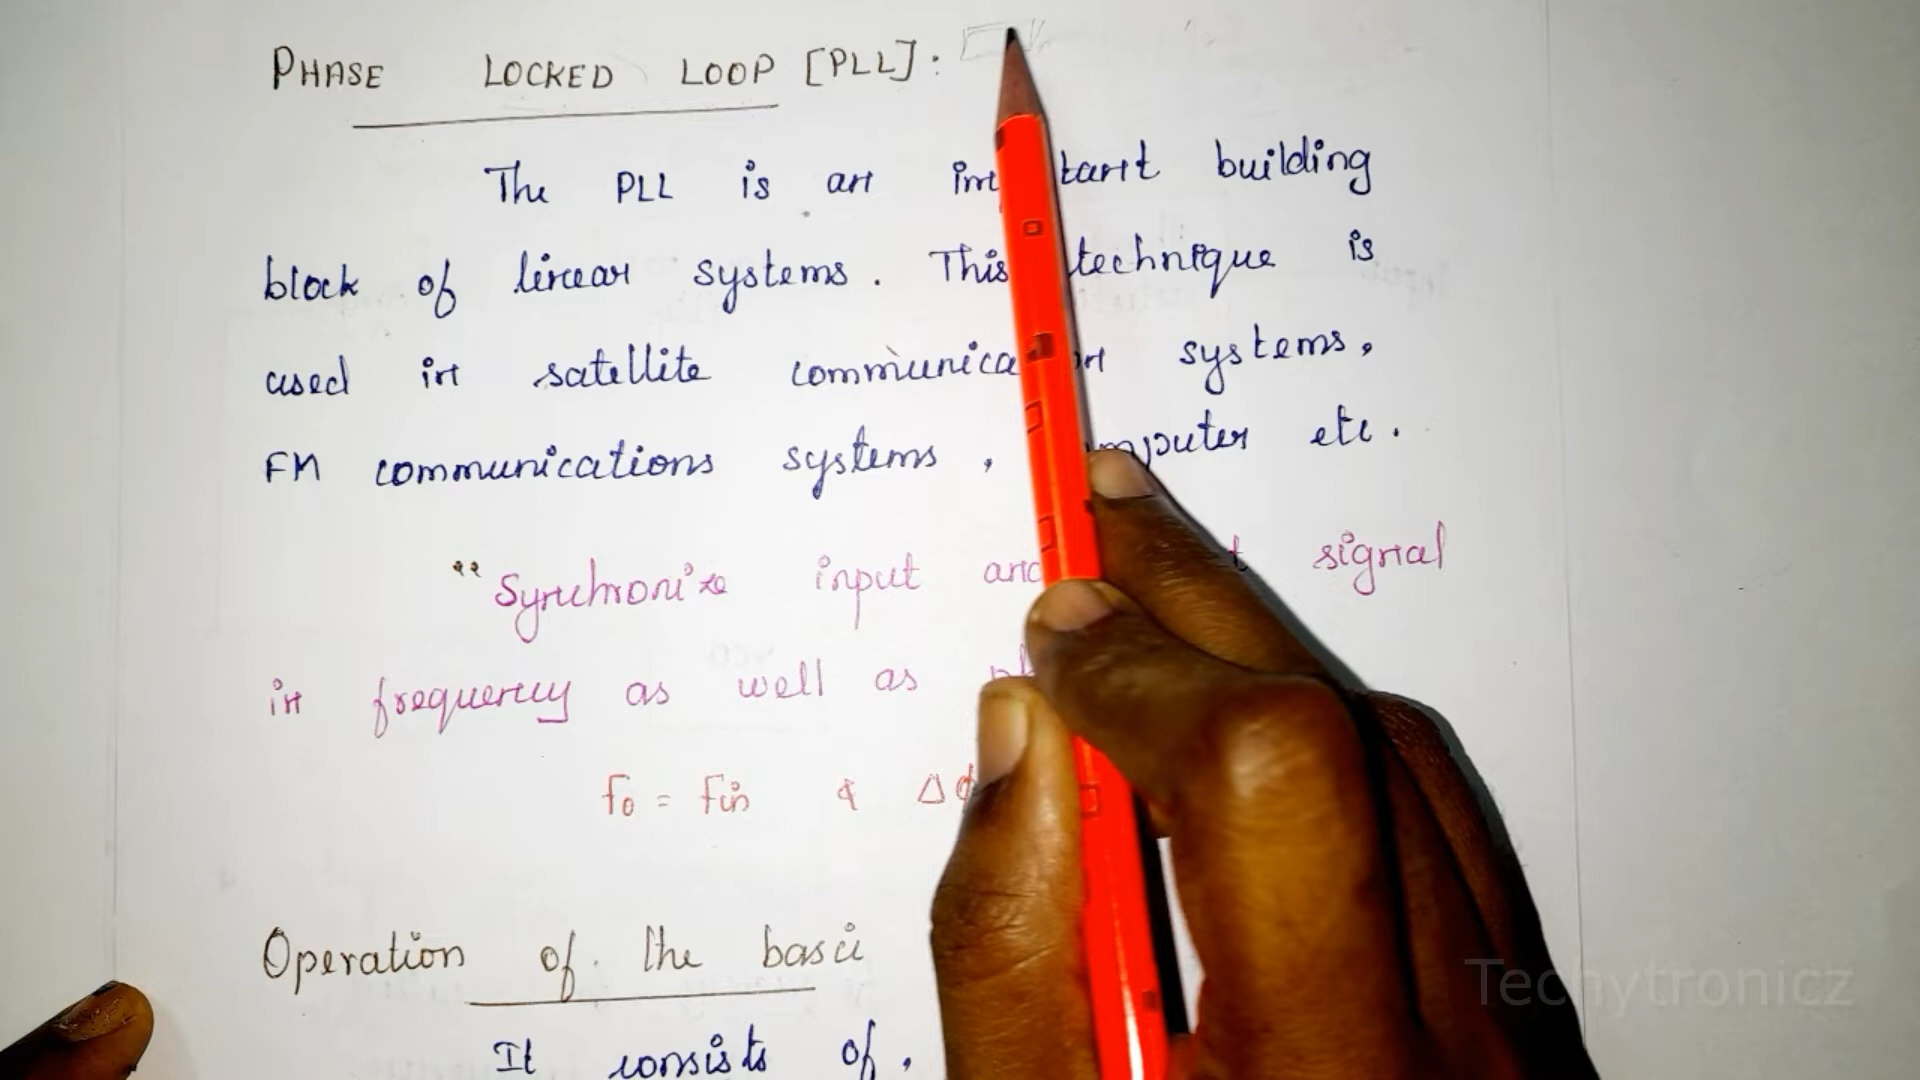 PHASE LOCKED LOOP [PLL]:
The PLL is an building
block of linear systems. This technique is
used in satellite systems,
FM communications systems, etc.
"Synchronize input signal
in frequency as well as
fo = Fin & Δϕ
Operation of the basic
It consists of,
Techytronicz